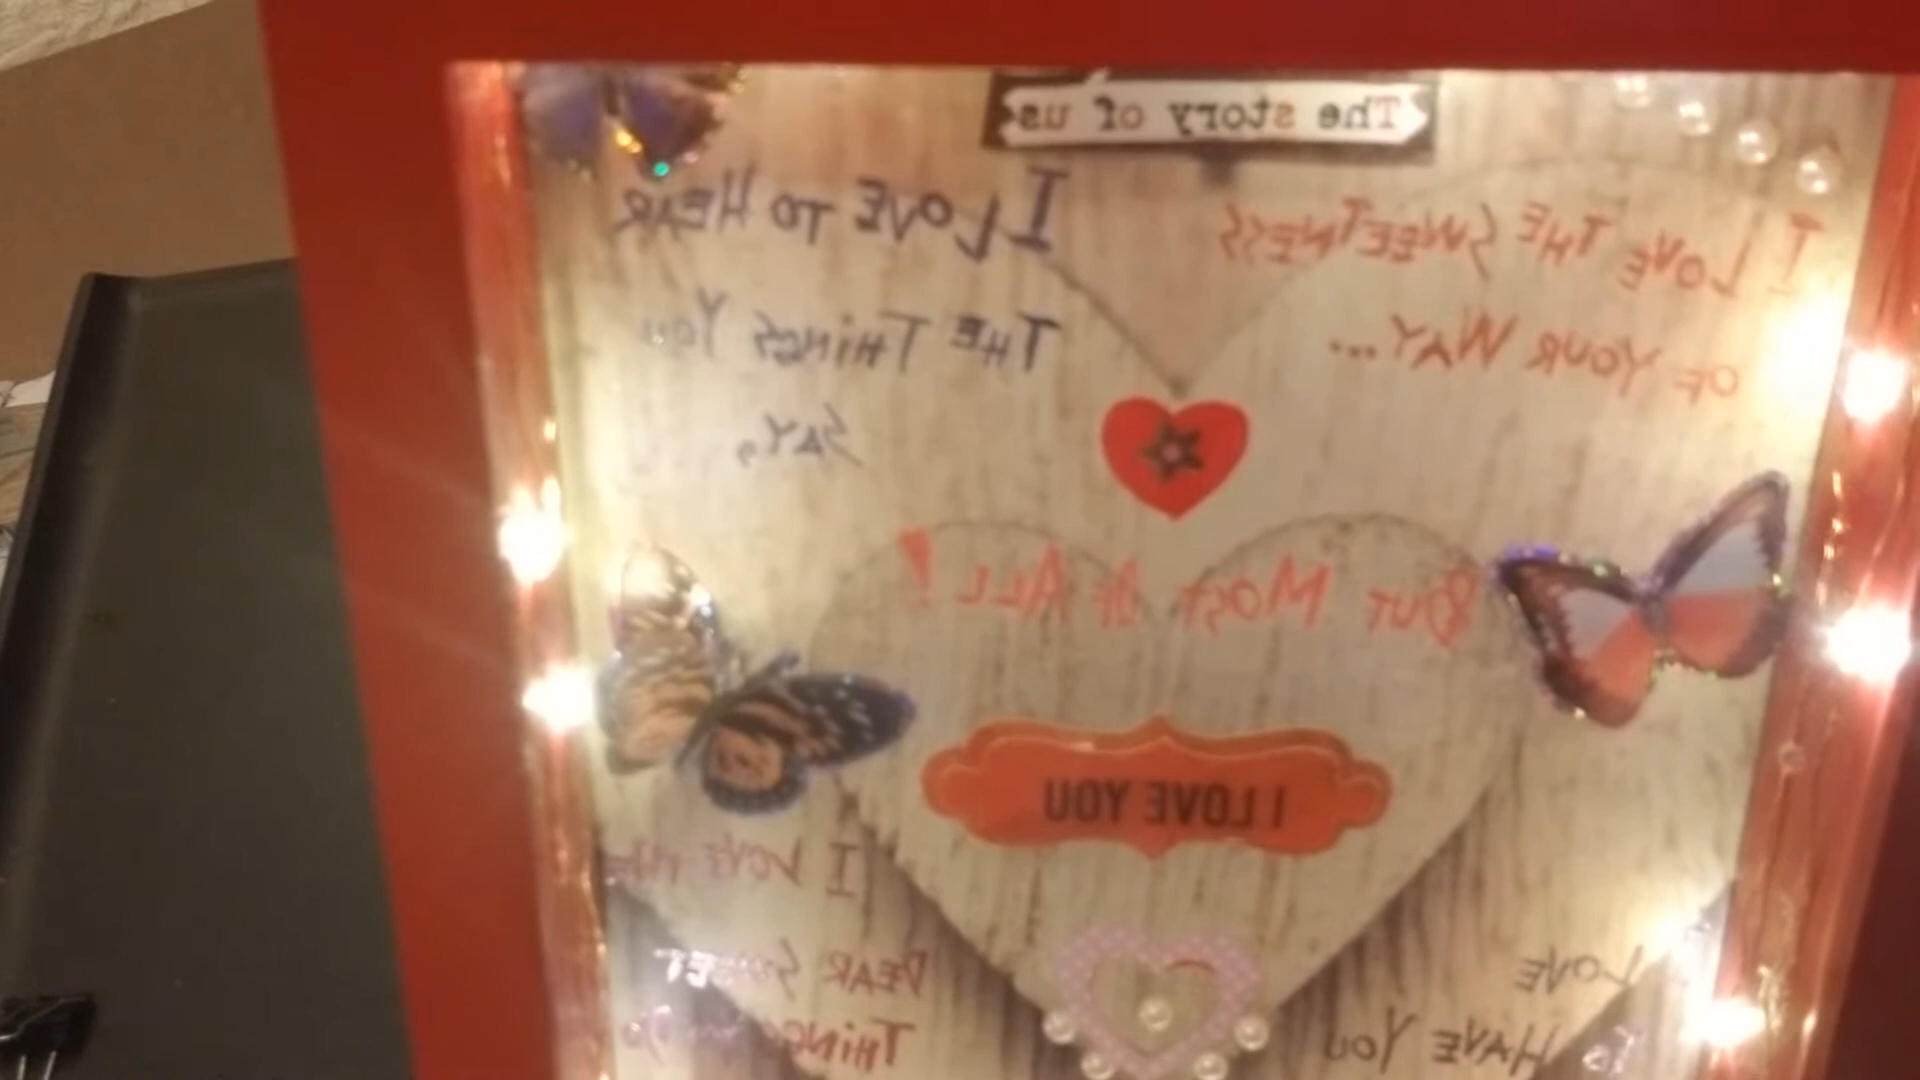 The story of us
I LOVE THE SWEETNESS
OF YOUR WAY...
I LOVE TO HEAR
THE THINGS YOU
SAY,
BUT MOST OF ALL!
I LOVE YOU
I LOVE THE
DEAR SWEET
THINGS
LOVE
TO HAVE YOU